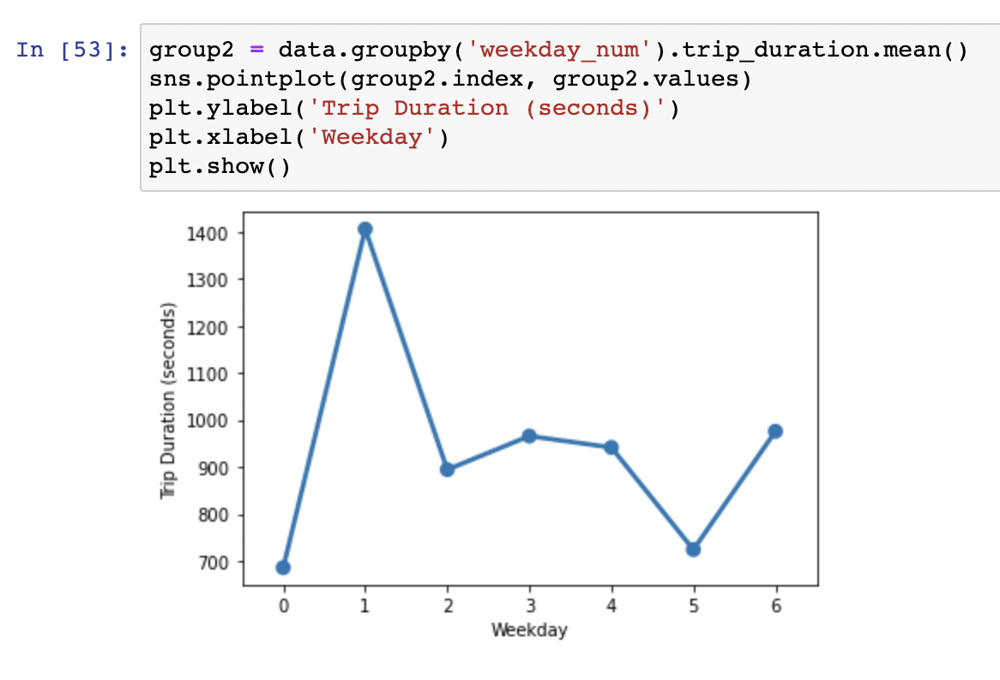 In [53]: group2 = data.groupby('weekday_num').trip_duration.mean()
sns.pointplot(group2.index, group2.values)
plt.ylabel('Trip Duration (seconds)')
plt.xlabel('Weekday')
plt.show()
1400
1300
1200
1100
1000
900
800
700
Trip Duration (seconds)
0 1 2 3 4 5 6
Weekday